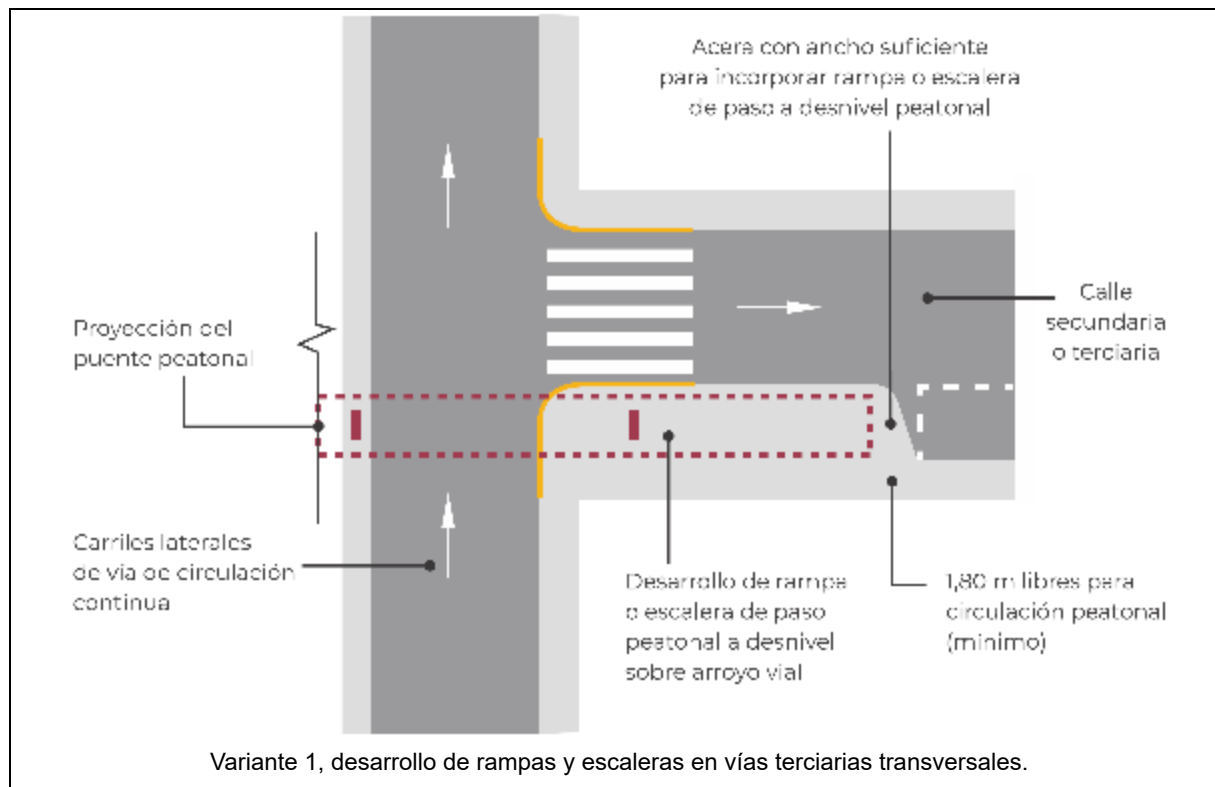 Acera con ancho suficiente
para incorporar rampa o escalera
de paso a desnivel peatonal
Proyección del
puente peatonal
Calle
secundaria
o terciaria
Carriles laterales
de vía de circulación
continua
Desarrollo de rampa
o escalera de paso
peatonal a desnivel
sobre arroyo vial
1,80 m libres para
circulación peatonal
(mínimo)
Variante 1, desarrollo de rampas y escaleras en vías terciarias transversales.